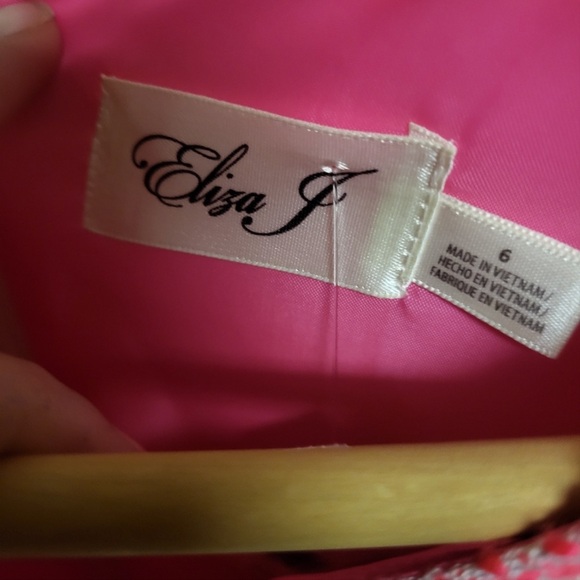 Eliza J
6
MADE IN VIETNAM/
HECHO EN VIETNAM/
FABRIQUE EN VIETNAM